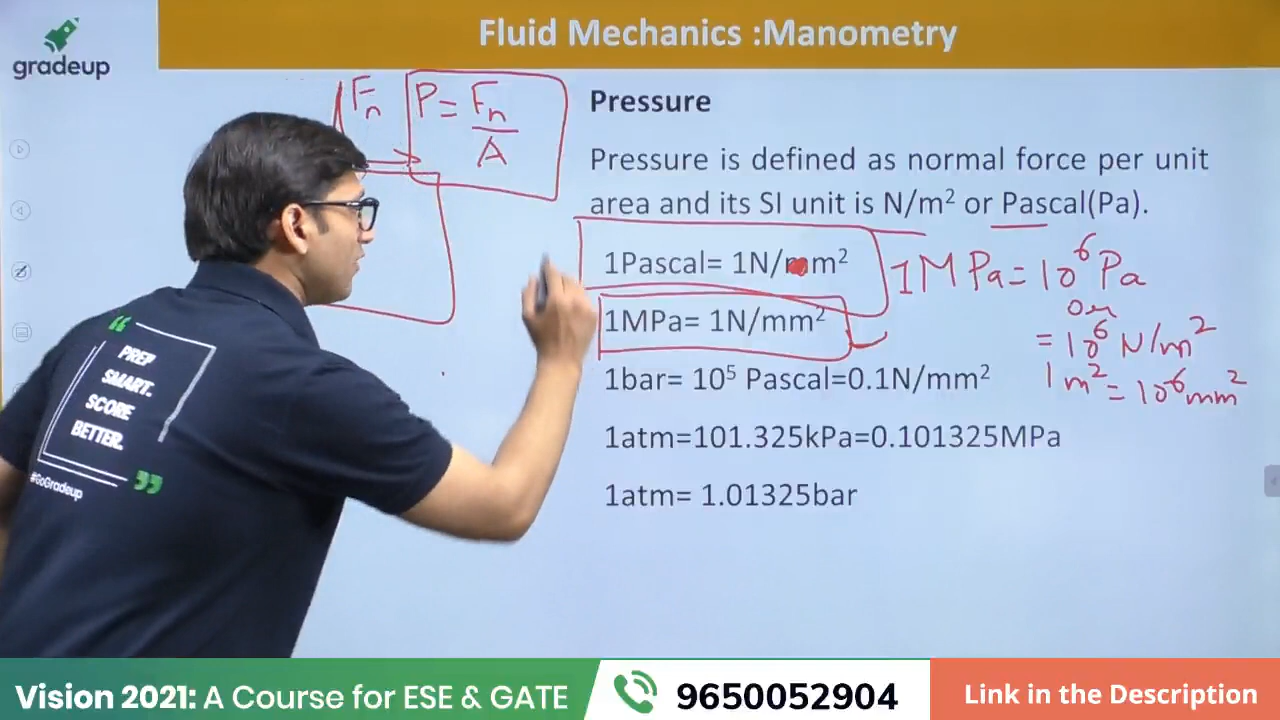 Fluid Mechanics :Manometry
gradeup
Fn
P = Fn/A
Pressure
Pressure is defined as normal force per unit
area and its SI unit is N/m² or Pascal(Pa).
1Pascal= 1N/mm²
1MPa = 10⁶ Pa
or
= 10⁶ N/m²
1MPa= 1N/mm²
1m² = 10⁶mm²
1bar= 10⁵ Pascal=0.1N/mm²
1atm=101.325kPa=0.101325MPa
1atm= 1.01325bar
“
PREP
SMART.
SCORE
BETTER.
”
#GoGradeup
Vision 2021: A Course for ESE & GATE
9650052904
Link in the Description